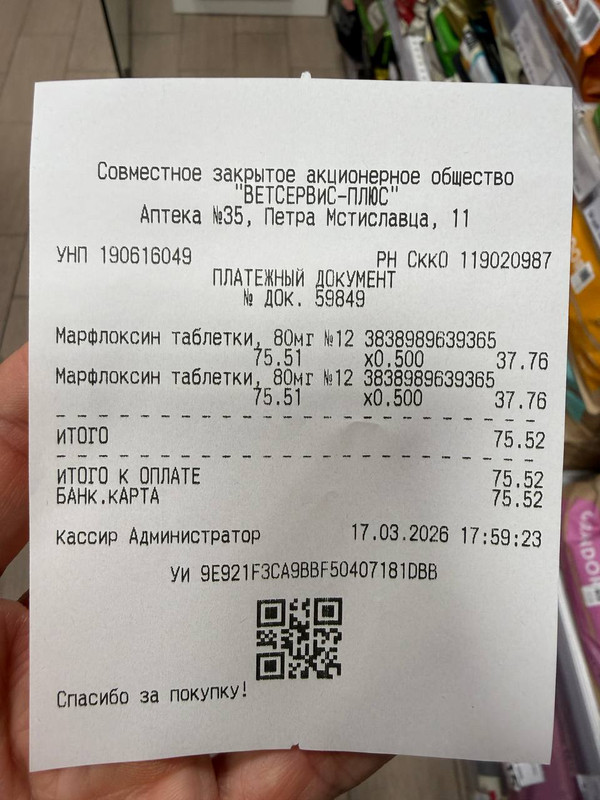 Совместное закрытое акционерное общество
"ВЕТСЕРВИС-ПЛЮС"
Аптека №35, Петра Мстиславца, 11
УНП 190616049 РН СккО 119020987
ПЛАТЕЖНЫЙ ДОКУМЕНТ
№ ДОК. 59849
Марфлоксин таблетки, 80мг №12 3838989639365
75.51 x0.500 37.76
Марфлоксин таблетки, 80мг №12 3838989639365
75.51 x0.500 37.76
ИТОГО 75.52
ИТОГО К ОПЛАТЕ 75.52
БАНК.КАРТА 75.52
Кассир Администратор 17.03.2026 17:59:23
УИ 9E921F3CA9BBF50407181DBB
Спасибо за покупку!